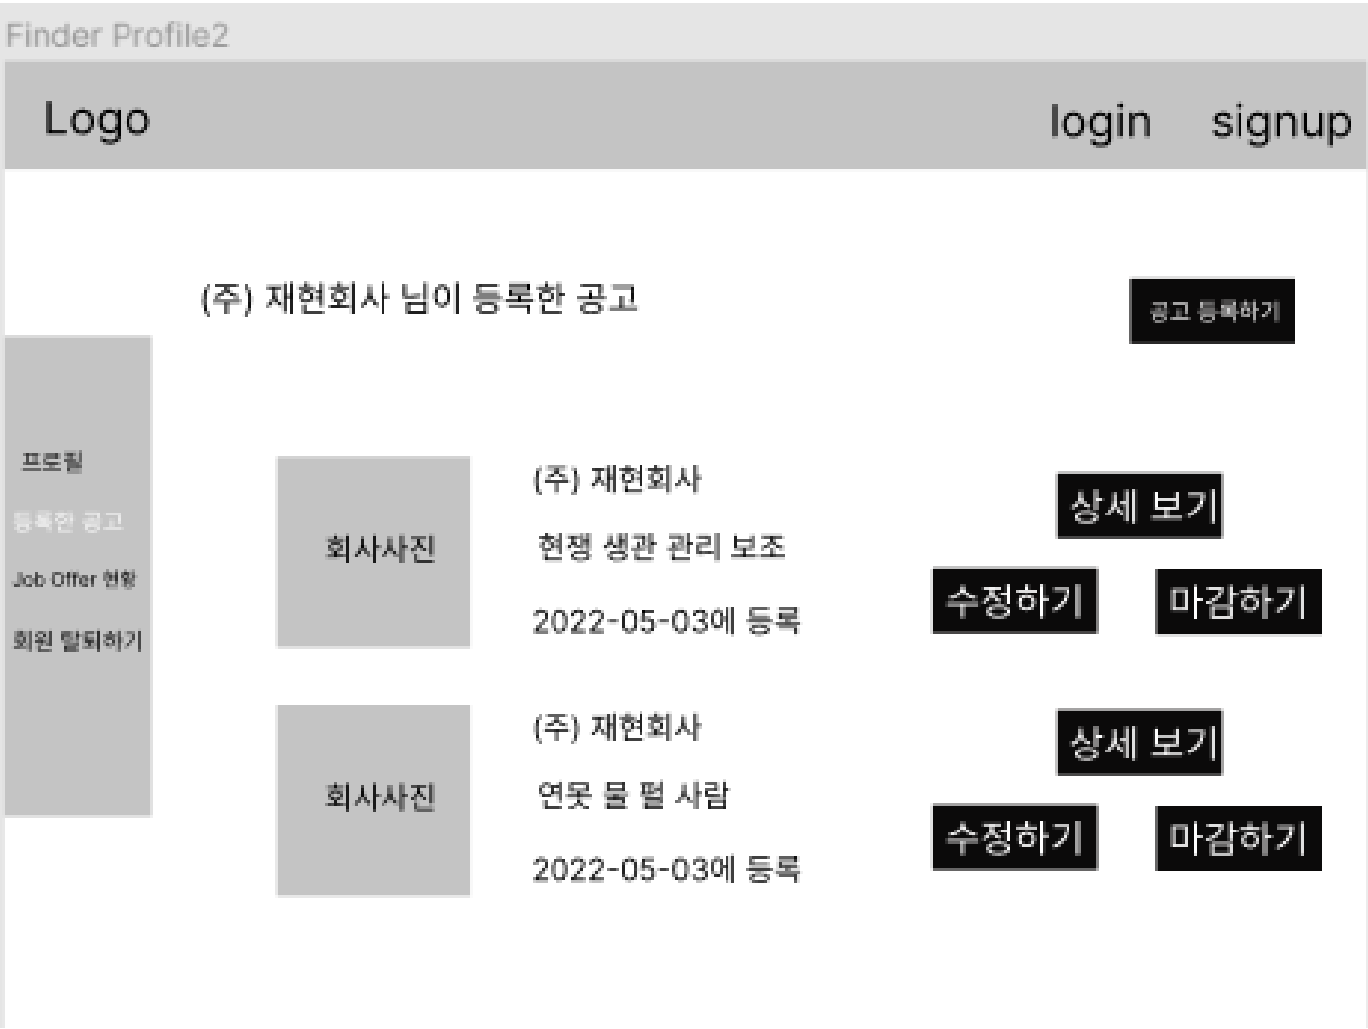 Finder Profile2
Logo
login signup
(주) 재현회사 님이 등록한 공고
공고 등록하기
프로필
등록한 공고
Job Offer 현황
회원 탈퇴하기
회사사진
(주) 재현회사
현쟁 생관 관리 보조
2022-05-03에 등록
상세 보기
수정하기 마감하기
회사사진
(주) 재현회사
연못 물 펄 사람
2022-05-03에 등록
상세 보기
수정하기 마감하기